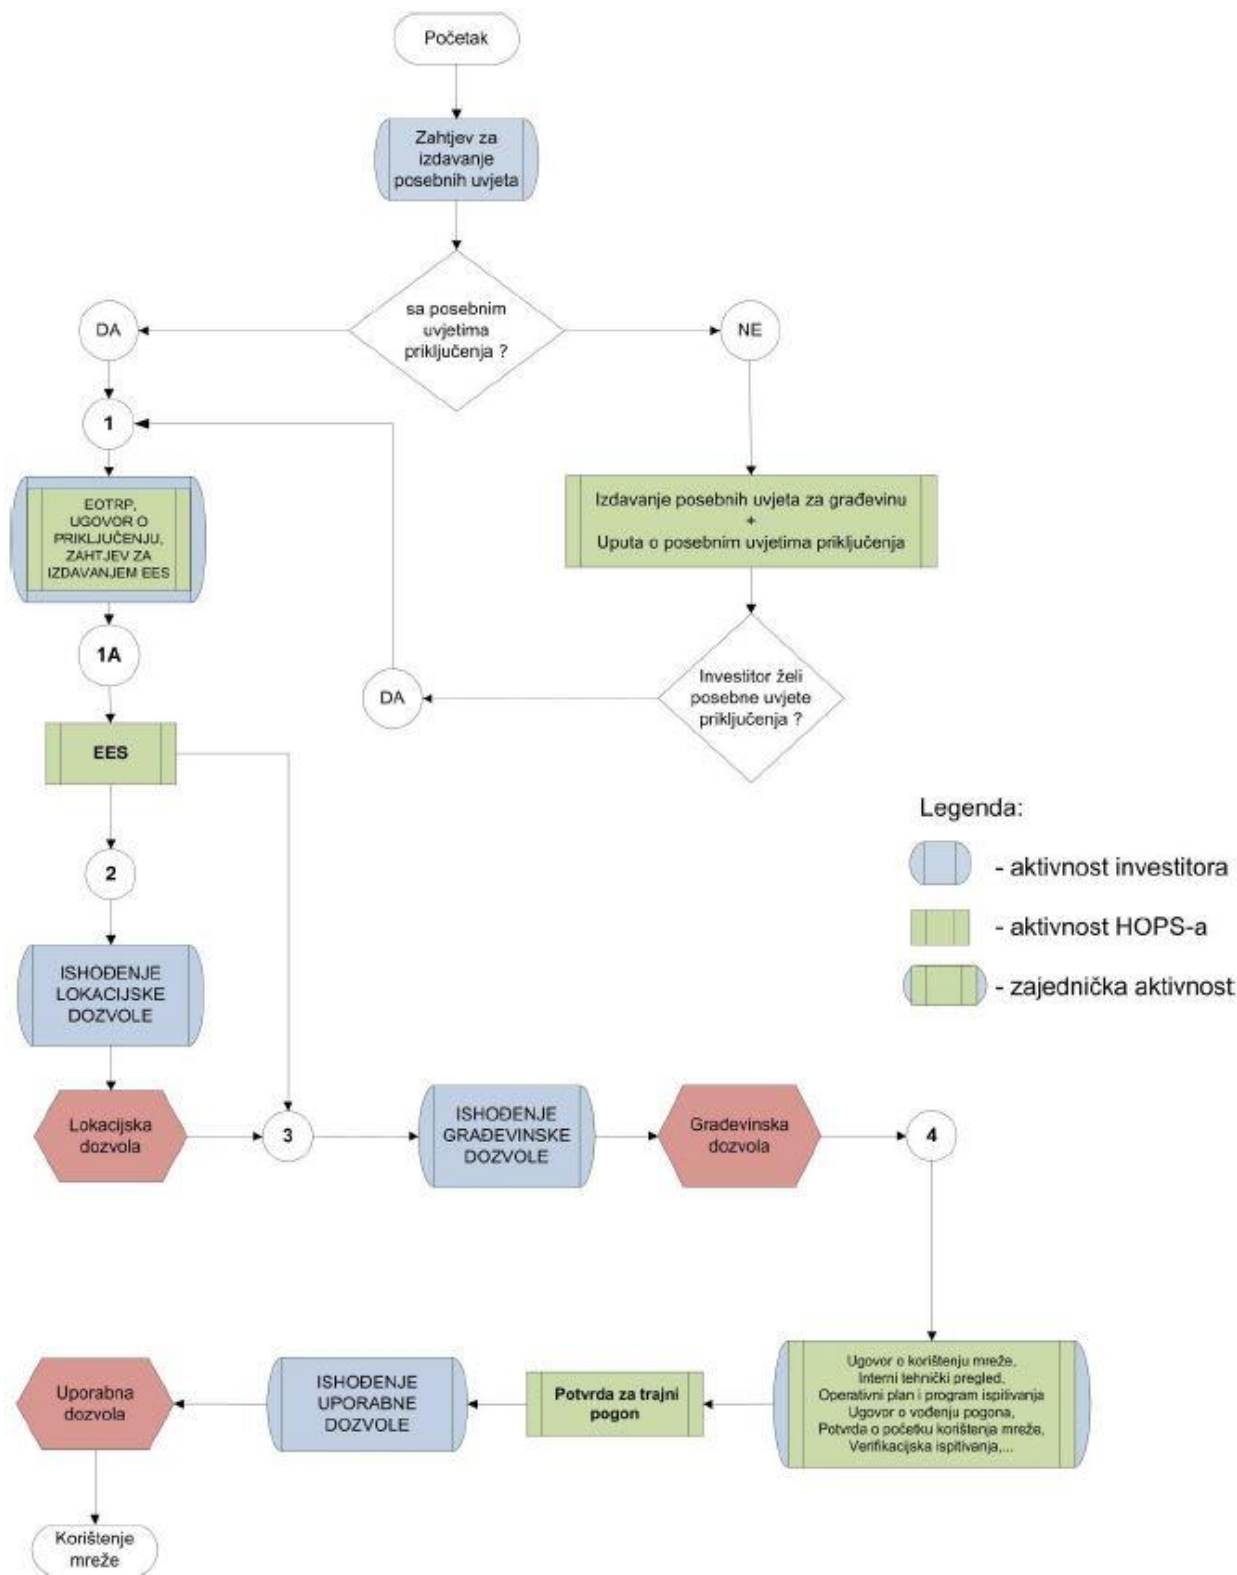 Početak
Zahtjev za
izdavanje
posebnih uvjeta
sa posebnim
uvjetima
priključenja ?
DA
NE
1
EOTRP,
UGOVOR O
PRIKLJUČENJU,
ZAHTJEV ZA
IZDAVANJEM EES
Izdavanje posebnih uvjeta za građevinu
+
Uputa o posebnim uvjetima priključenja
1A
DA
Investitor želi
posebne uvjete
priključenja ?
EES
2
Legenda:
- aktivnost investitora
- aktivnost HOPS-a
- zajednička aktivnost
ISHOĐENJE
LOKACIJSKE
DOZVOLE
Lokacijska
dozvola
3
ISHOĐENJE
GRAĐEVINSKE
DOZVOLE
Građevinska
dozvola
4
Ugovor o korištenju mreže,
Interni tehnički pregled,
Operativni plan i program ispitivanja
Ugovor o vođenju pogona,
Potvrda o početku korištenja mreže,
Verifikacijska ispitivanja,...
Potvrda za trajni
pogon
ISHOĐENJE
UPORABNE
DOZVOLE
Uporabna
dozvola
Korištenje
mreže